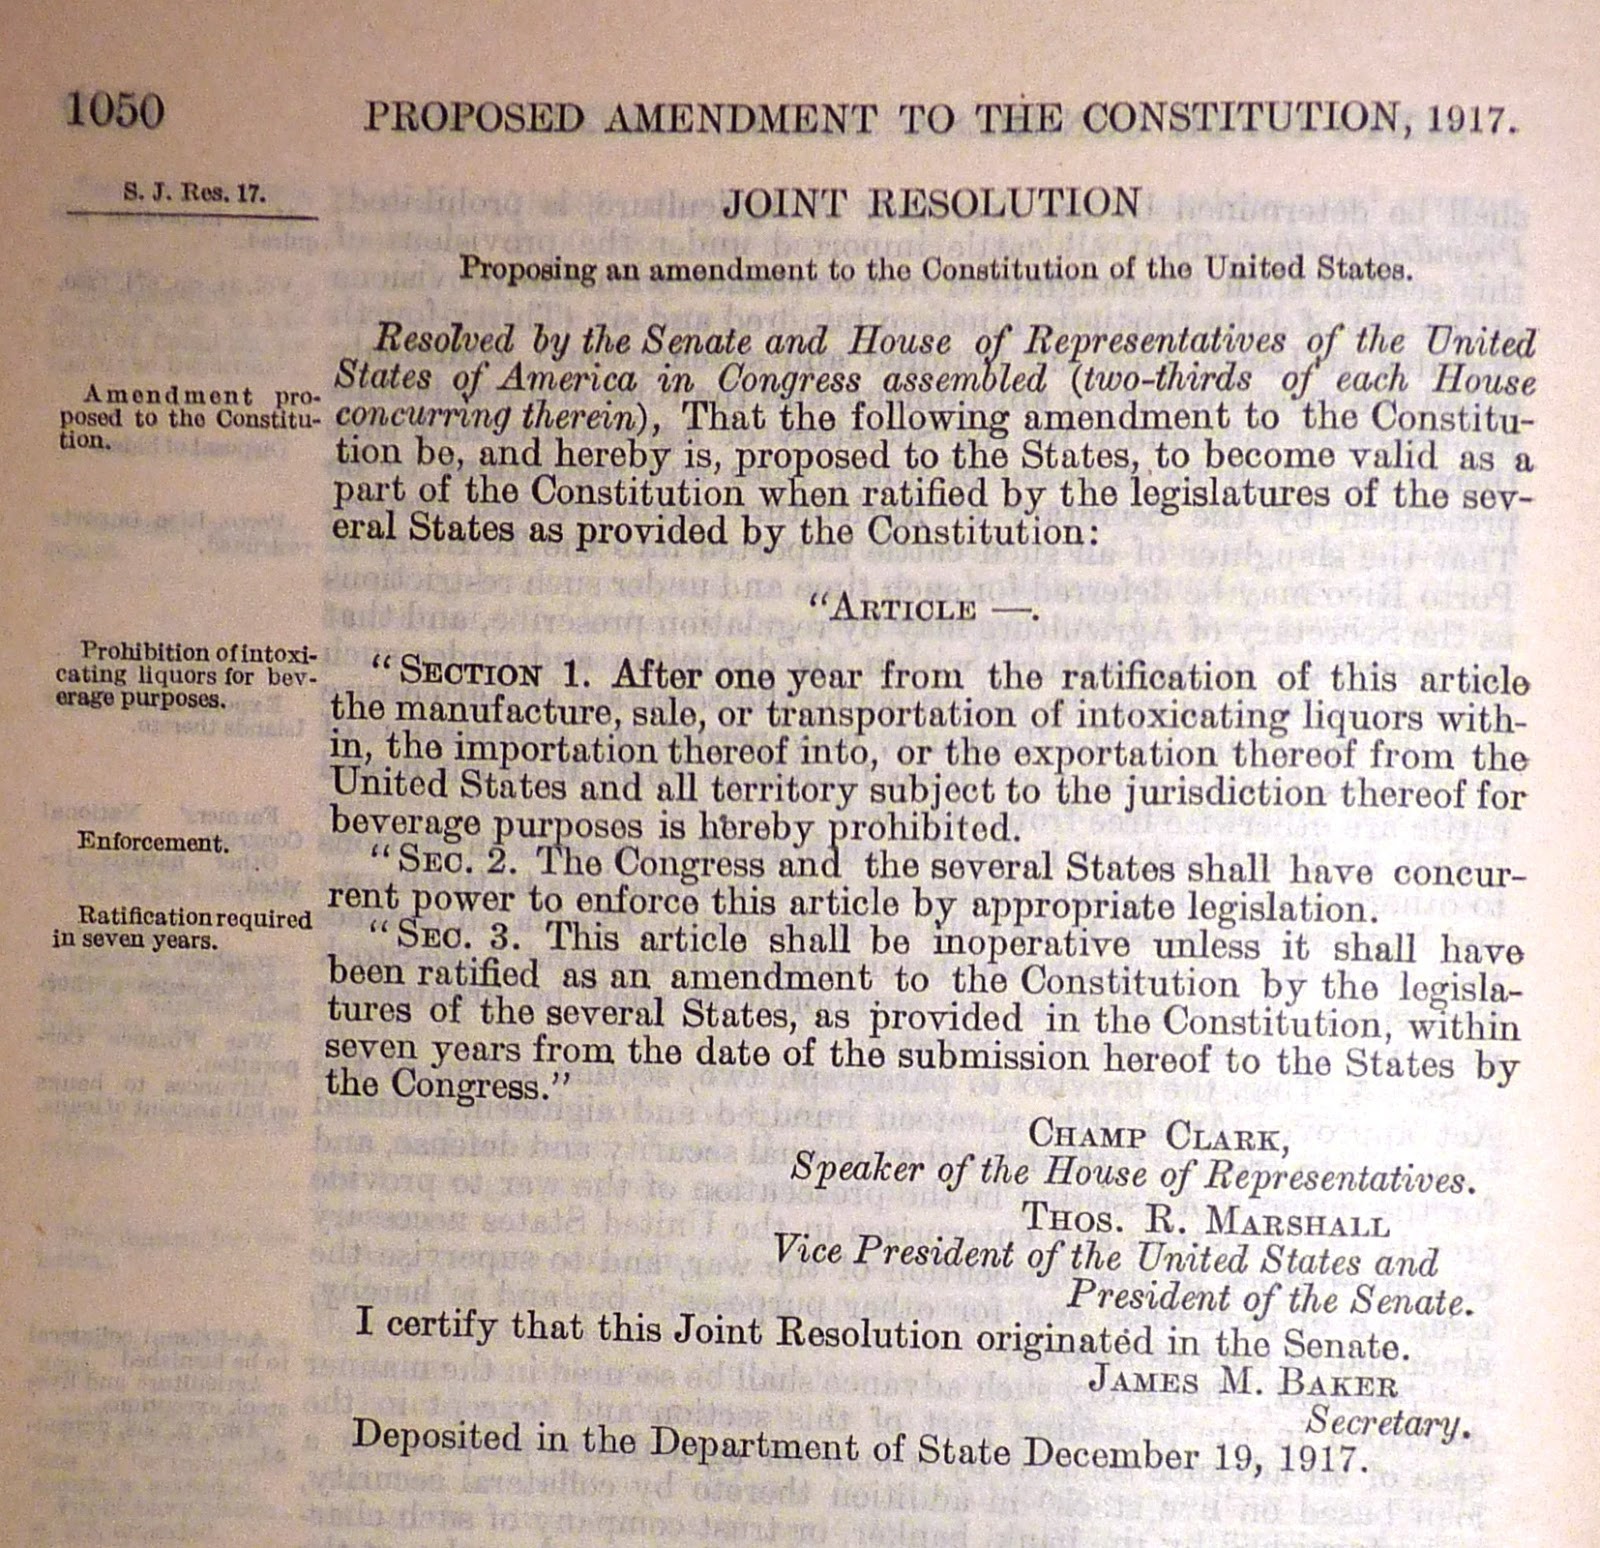 1050 PROPOSED AMENDMENT TO THE CONSTITUTION, 1917.
S. J. Res. 17.
JOINT RESOLUTION
Proposing an amendment to the Constitution of the United States.
Resolved by the Senate and House of Representatives of the United
States of America in Congress assembled (two-thirds of each House
concurring therein), That the following amendment to the Constitu-
tion be, and hereby is, proposed to the States, to become valid as a
part of the Constitution when ratified by the legislatures of the sev-
eral States as provided by the Constitution:
Amendment pro-
posed to the Constitu-
tion.
"ARTICLE —.
"SECTION 1. After one year from the ratification of this article
the manufacture, sale, or transportation of intoxicating liquors with-
in, the importation thereof into, or the exportation thereof from the
United States and all territory subject to the jurisdiction thereof for
beverage purposes is hereby prohibited.
Prohibition of intoxi-
cating liquors for bev-
erage purposes.
"SEC. 2. The Congress and the several States shall have concur-
rent power to enforce this article by appropriate legislation.
Enforcement.
"SEC. 3. This article shall be inoperative unless it shall have
been ratified as an amendment to the Constitution by the legisla-
tures of the several States, as provided in the Constitution, within
seven years from the date of the submission hereof to the States by
the Congress."
Ratification required
in seven years.
CHAMP CLARK,
Speaker of the House of Representatives.
THOS. R. MARSHALL
Vice President of the United States and
President of the Senate.
I certify that this Joint Resolution originated in the Senate.
JAMES M. BAKER
Secretary.
Deposited in the Department of State December 19, 1917.